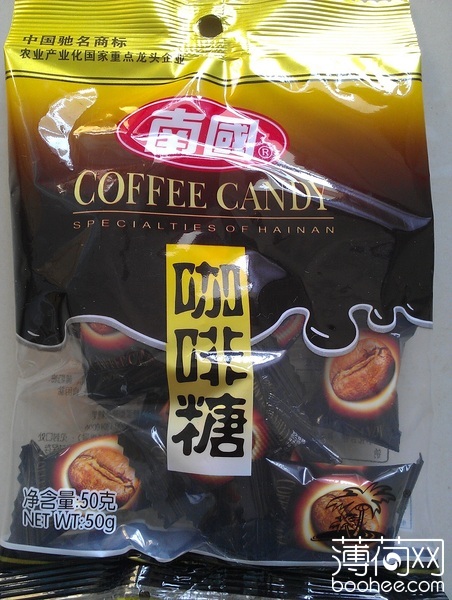 中国驰名商标
农业产业化国家重点龙头企业
南國®
COFFEE CANDY
SPECIALTIES OF HAINAN
咖啡糖
净含量:50克
NET WT:50g
薄荷
boohee.com